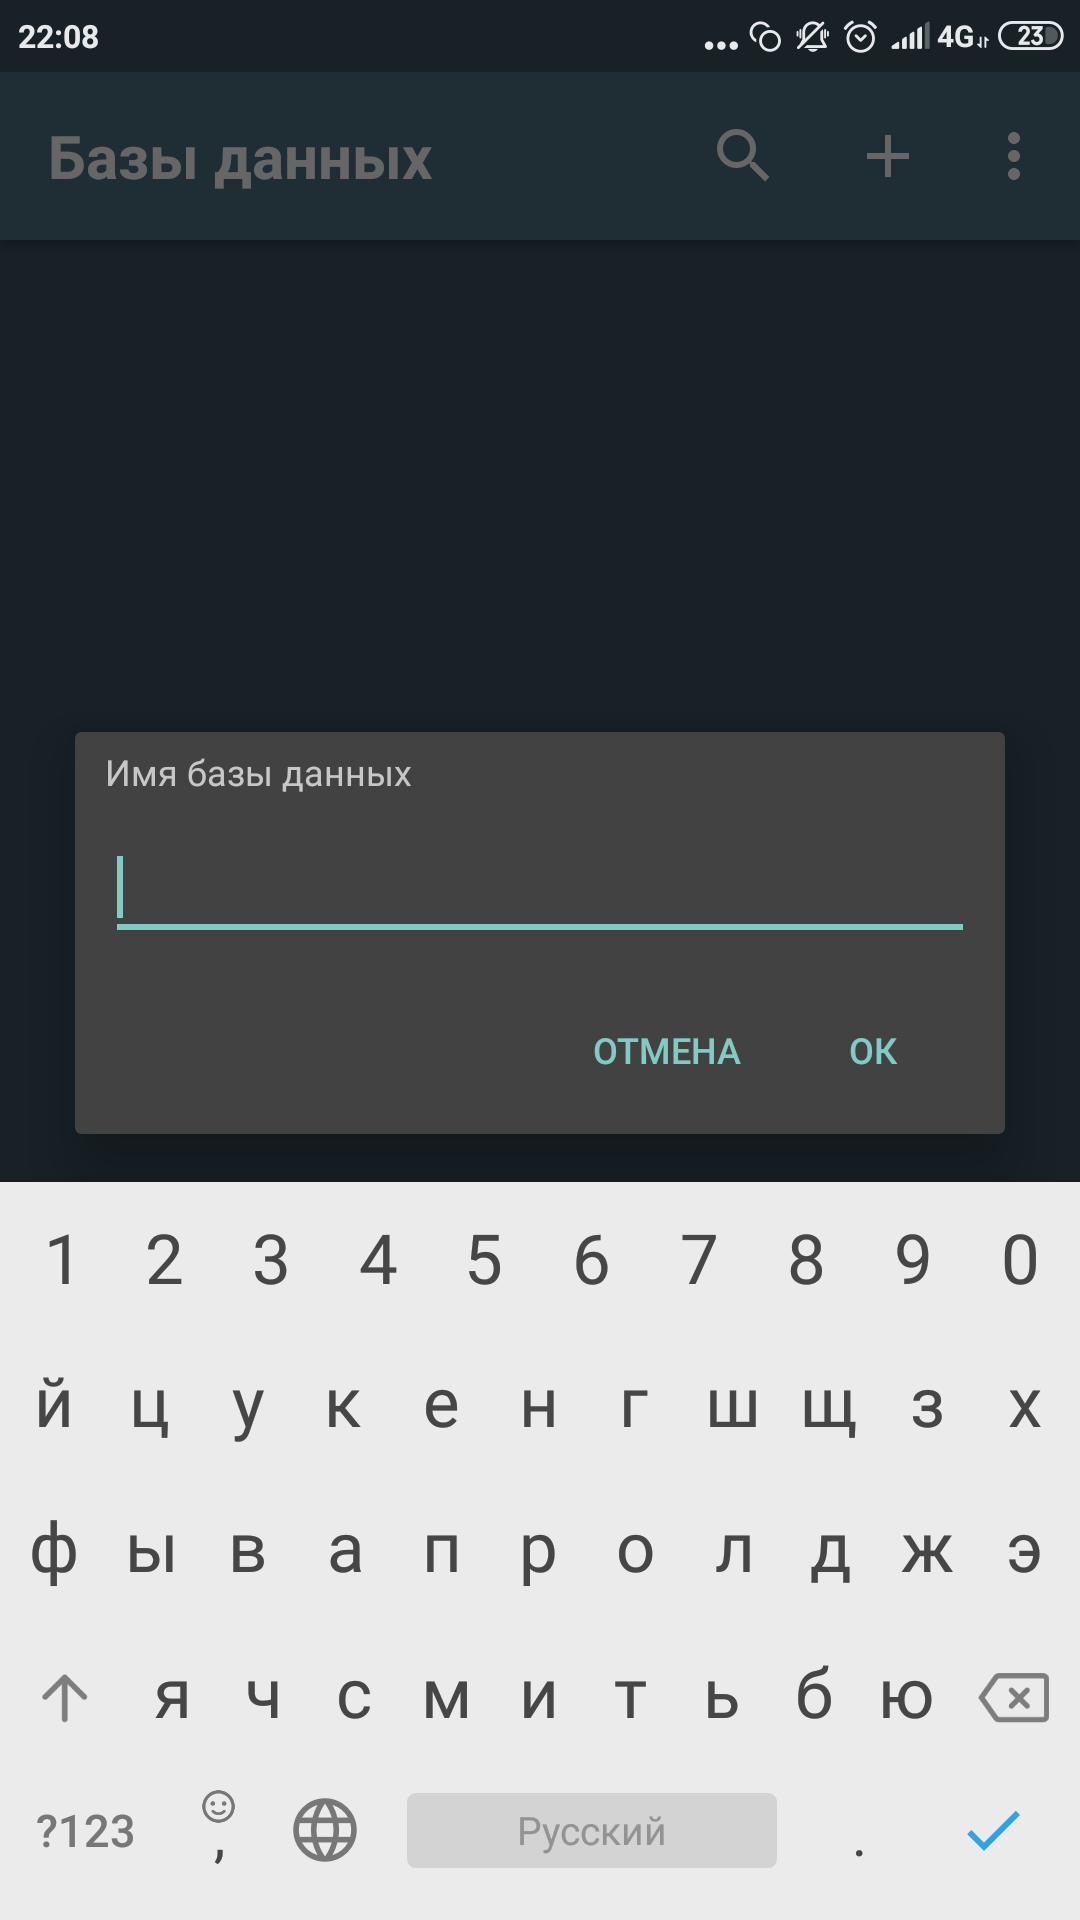 22:08 4G 23
Базы данных
Имя базы данных
ОТМЕНА ОК
1 2 3 4 5 6 7 8 9 0
й ц у к е н г ш щ з х
ф ы в а п р о л д ж э
я ч с м и т ь б ю
?123 , Русский .